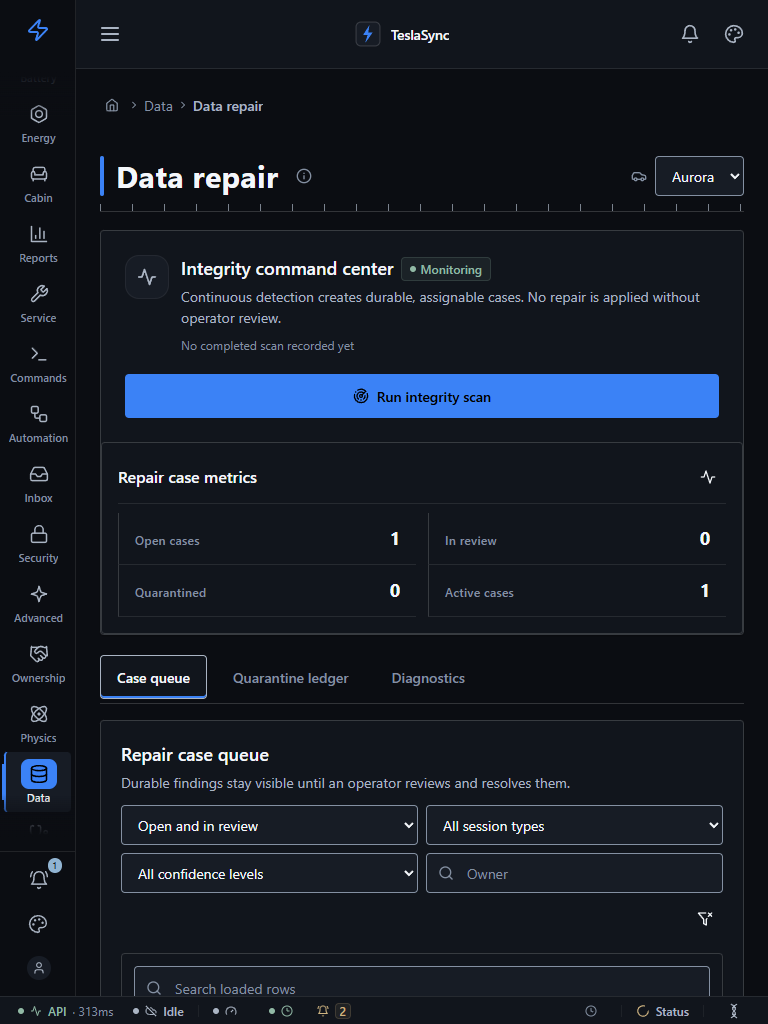 TeslaSync
Energy
Cabin
Reports
Service
Commands
Automation
Inbox
Security
Advanced
Ownership
Physics
Data
1
Data
Data repair
Data repair
Aurora
Integrity command center
Monitoring
Continuous detection creates durable, assignable cases. No repair is applied without
operator review.
No completed scan recorded yet
Run integrity scan
Repair case metrics
Open cases
1
In review
0
Quarantined
0
Active cases
1
Case queue
Quarantine ledger
Diagnostics
Repair case queue
Durable findings stay visible until an operator reviews and resolves them.
Open and in review
All session types
All confidence levels
Owner
Search loaded rows
API · 313ms
Idle
2
Status